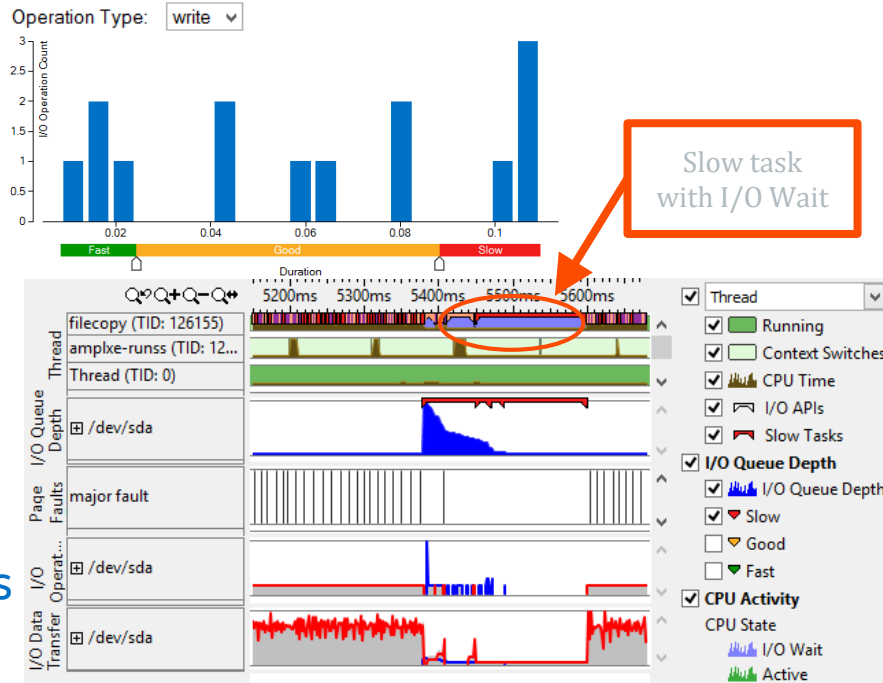 Operation Type: write
I/O Operation Count
3
2.5
2
1.5
1
0.5
0
0.02 0.04 0.06 0.08 0.1
Fast Good Slow
Duration
Slow task
with I/O Wait
5200ms 5300ms 5400ms 5500ms 5600ms
Thread
filecopy (TID: 126155)
amplxe-runss (TID: 12...
Thread (TID: 0)
I/O Queue
Depth
/dev/sda
Page
Faults
major fault
I/O
Operat...
/dev/sda
s
I/O Data
Transfer
/dev/sda
Thread
Running
Context Switches
CPU Time
I/O APIs
Slow Tasks
I/O Queue Depth
I/O Queue Depth
Slow
Good
Fast
CPU Activity
CPU State
I/O Wait
Active